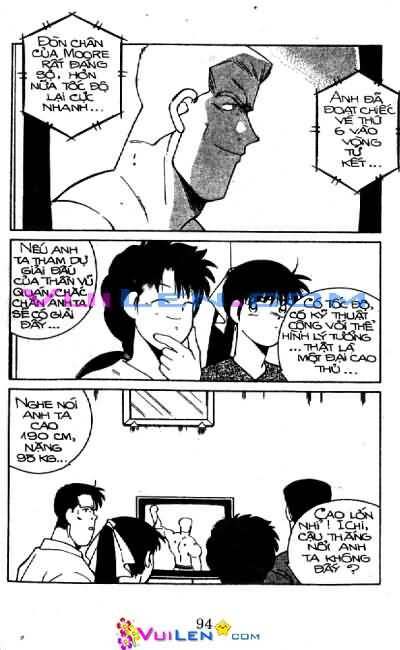 ĐÒN CHÂN
CỦA MOORE
RẤT ĐÁNG
SỢ, HƠN
NỮA TỐC ĐỘ
LẠI CỰC
NHANH...
ANH ĐÃ
ĐOẠT CHIẾC
VÉ THỨ
6 VÀO
VÒNG
TỨ
KẾT...
NẾU ANH
TA THAM DỰ
GIẢI ĐẤU
CỦA THẦN VŨ
QUÁN, CHẮC
CHẮN ANH TA
SẼ CÓ GIẢI
ĐẤY...
CÓ TỐC ĐỘ,
CÓ KỸ THUẬT
CỘNG VỚI THỂ
HÌNH LÝ TƯỞNG
... THẬT LÀ
MỘT ĐẠI CAO
THỦ...
VUILEN.COM
NGHE NÓI
ANH TA
CAO
190 CM,
NẶNG
98 KG...
CAO LỚN
NHỈ! ICHI,
CẬU THẮNG
NỔI ANH
TA KHÔNG
ĐẤY?
94
VUILEN.COM